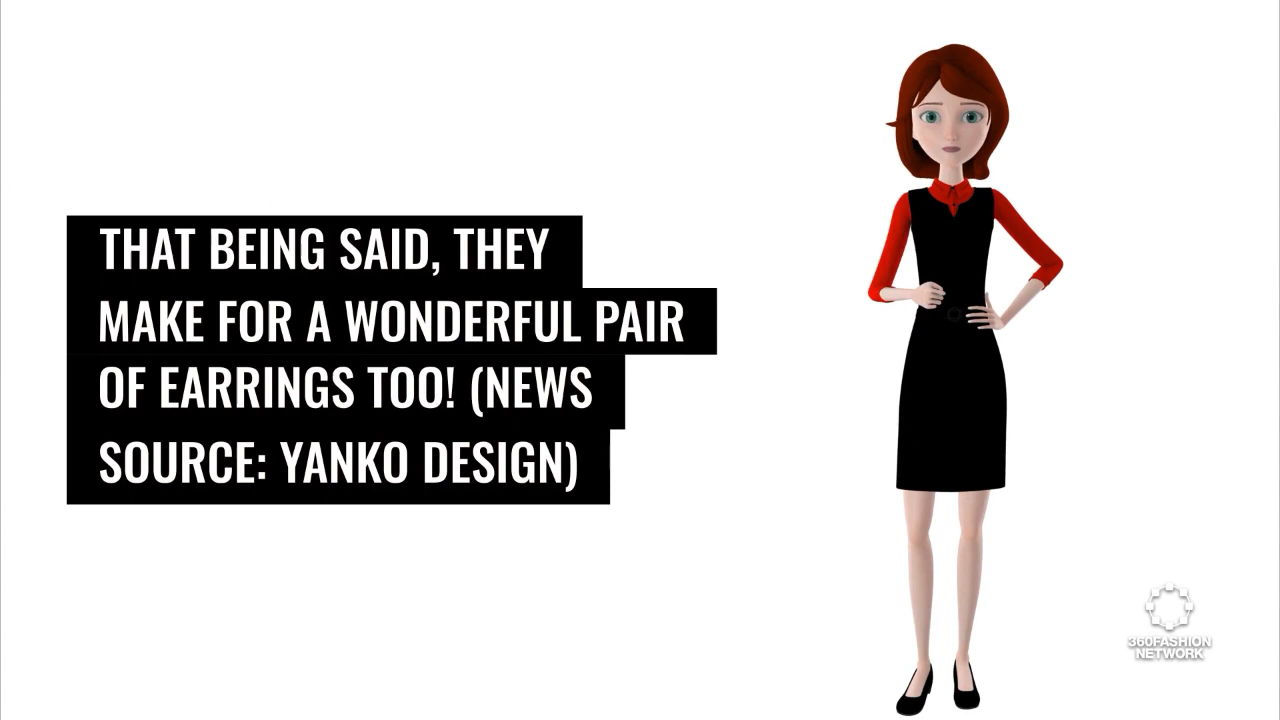 THAT BEING SAID, THEY
MAKE FOR A WONDERFUL PAIR
OF EARRINGS TOO! (NEWS
SOURCE: YANKO DESIGN)
360FASHION
NETWORK